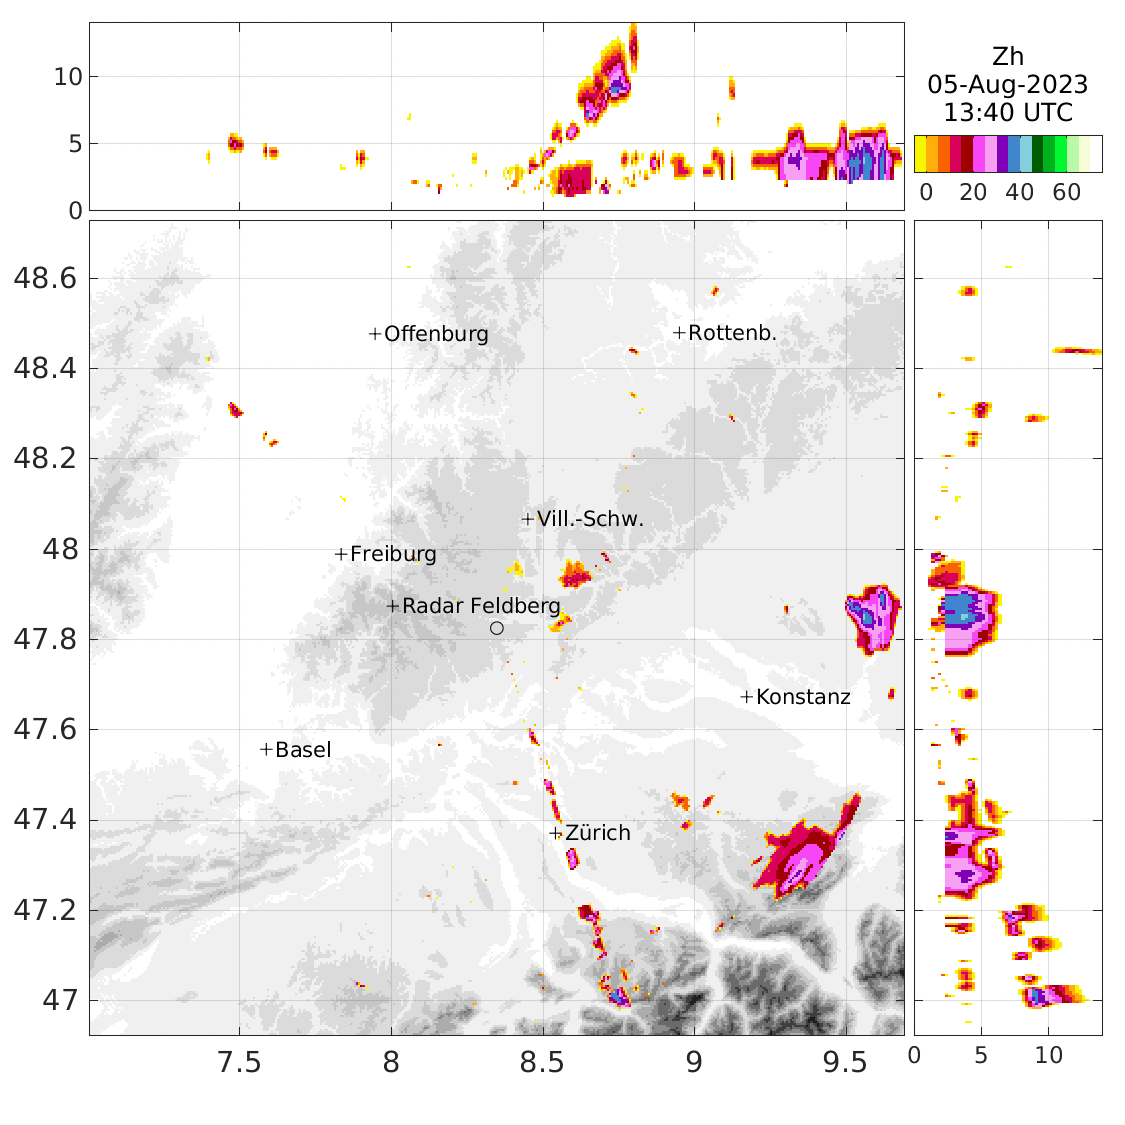 Zh
05-Aug-2023
13:40 UTC
0 20 40 60
10
5
0
48.6
48.4
48.2
48
47.8
47.6
47.4
47.2
47
+Offenburg
+Rottenb.
+Vill.-Schw.
+Freiburg
+Radar Feldberg
+Konstanz
+Basel
+Zürich
7.5 8 8.5 9 9.5
0 5 10